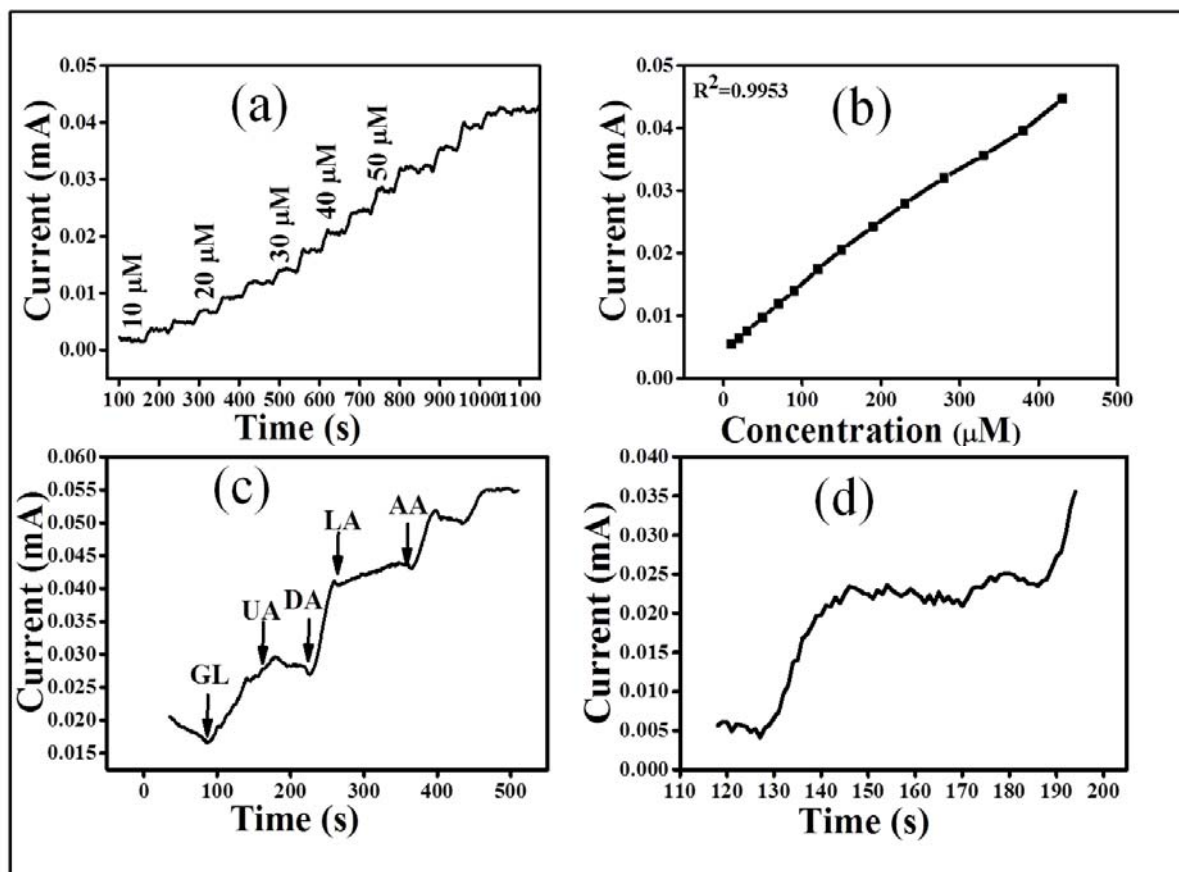 (a)
Current (mA)
0.05
0.04
0.03
0.02
0.01
0.00
10 μM
20 μM
30 μM
40 μM
50 μM
100 200 300 400 500 600 700 800 900 1000 1100
Time (s)
(b)
R²=0.9953
Current (mA)
0.05
0.04
0.03
0.02
0.01
0.00
0 100 200 300 400 500
Concentration (μM)
(c)
Current (mA)
0.060
0.055
0.050
0.045
0.040
0.035
0.030
0.025
0.020
0.015
GL
UA
DA
LA
AA
0 100 200 300 400 500
Time (s)
(d)
Current (mA)
0.040
0.035
0.030
0.025
0.020
0.015
0.010
0.005
0.000
110 120 130 140 150 160 170 180 190 200
Time (s)